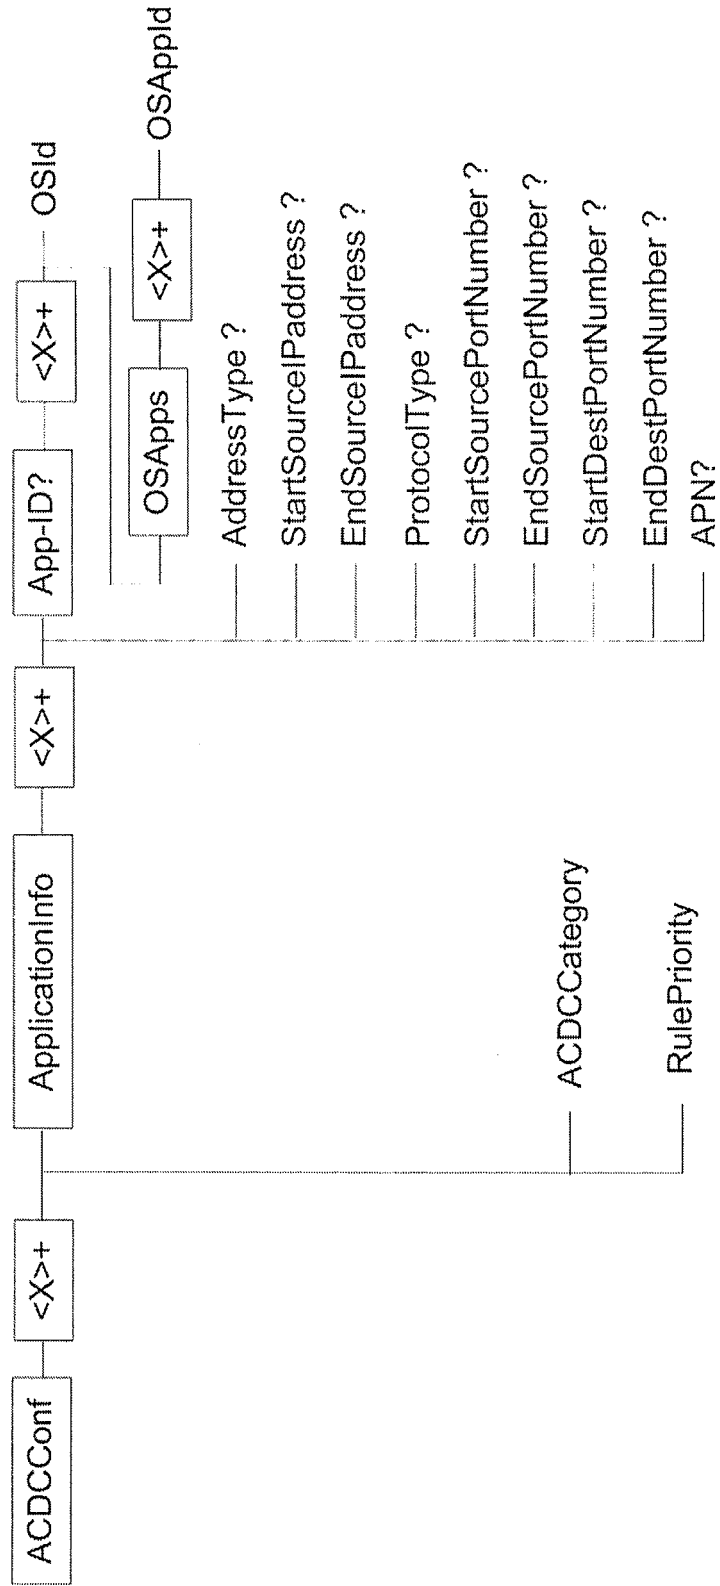 ACDCConf
<X>+
ApplicationInfo
<X>+
App-ID?
<X>+
OSId
OSApps
<X>+
OSAppId
AddressType ?
StartSourceIPaddress ?
EndSourceIPaddress ?
ProtocolType ?
StartSourcePortNumber ?
EndSourcePortNumber ?
StartDestPortNumber ?
EndDestPortNumber ?
APN?
ACDCCategory
RulePriority